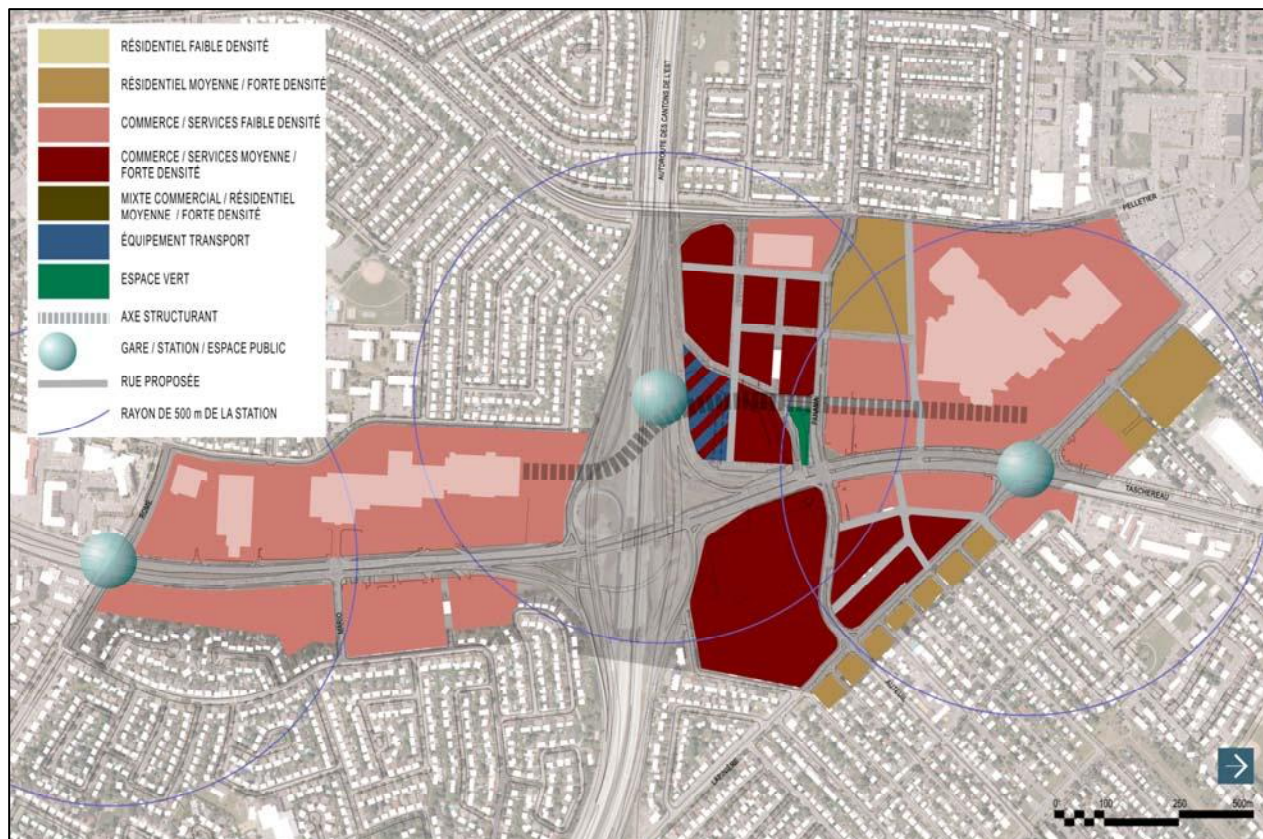 RÉSIDENTIEL FAIBLE DENSITÉ
RÉSIDENTIEL MOYENNE / FORTE DENSITÉ
COMMERCE / SERVICES FAIBLE DENSITÉ
COMMERCE / SERVICES MOYENNE /
FORTE DENSITÉ
MIXTE COMMERCIAL / RÉSIDENTIEL
MOYENNE / FORTE DENSITÉ
ÉQUIPEMENT TRANSPORT
ESPACE VERT
AXE STRUCTURANT
GARE / STATION / ESPACE PUBLIC
RUE PROPOSÉE
RAYON DE 500 m DE LA STATION
AUTOROUTE DES CANTONS DE L'EST
PELLETIER
PANAMA
TASCHEREAU
ROME
AUTEUIL
0' 100 250 500m